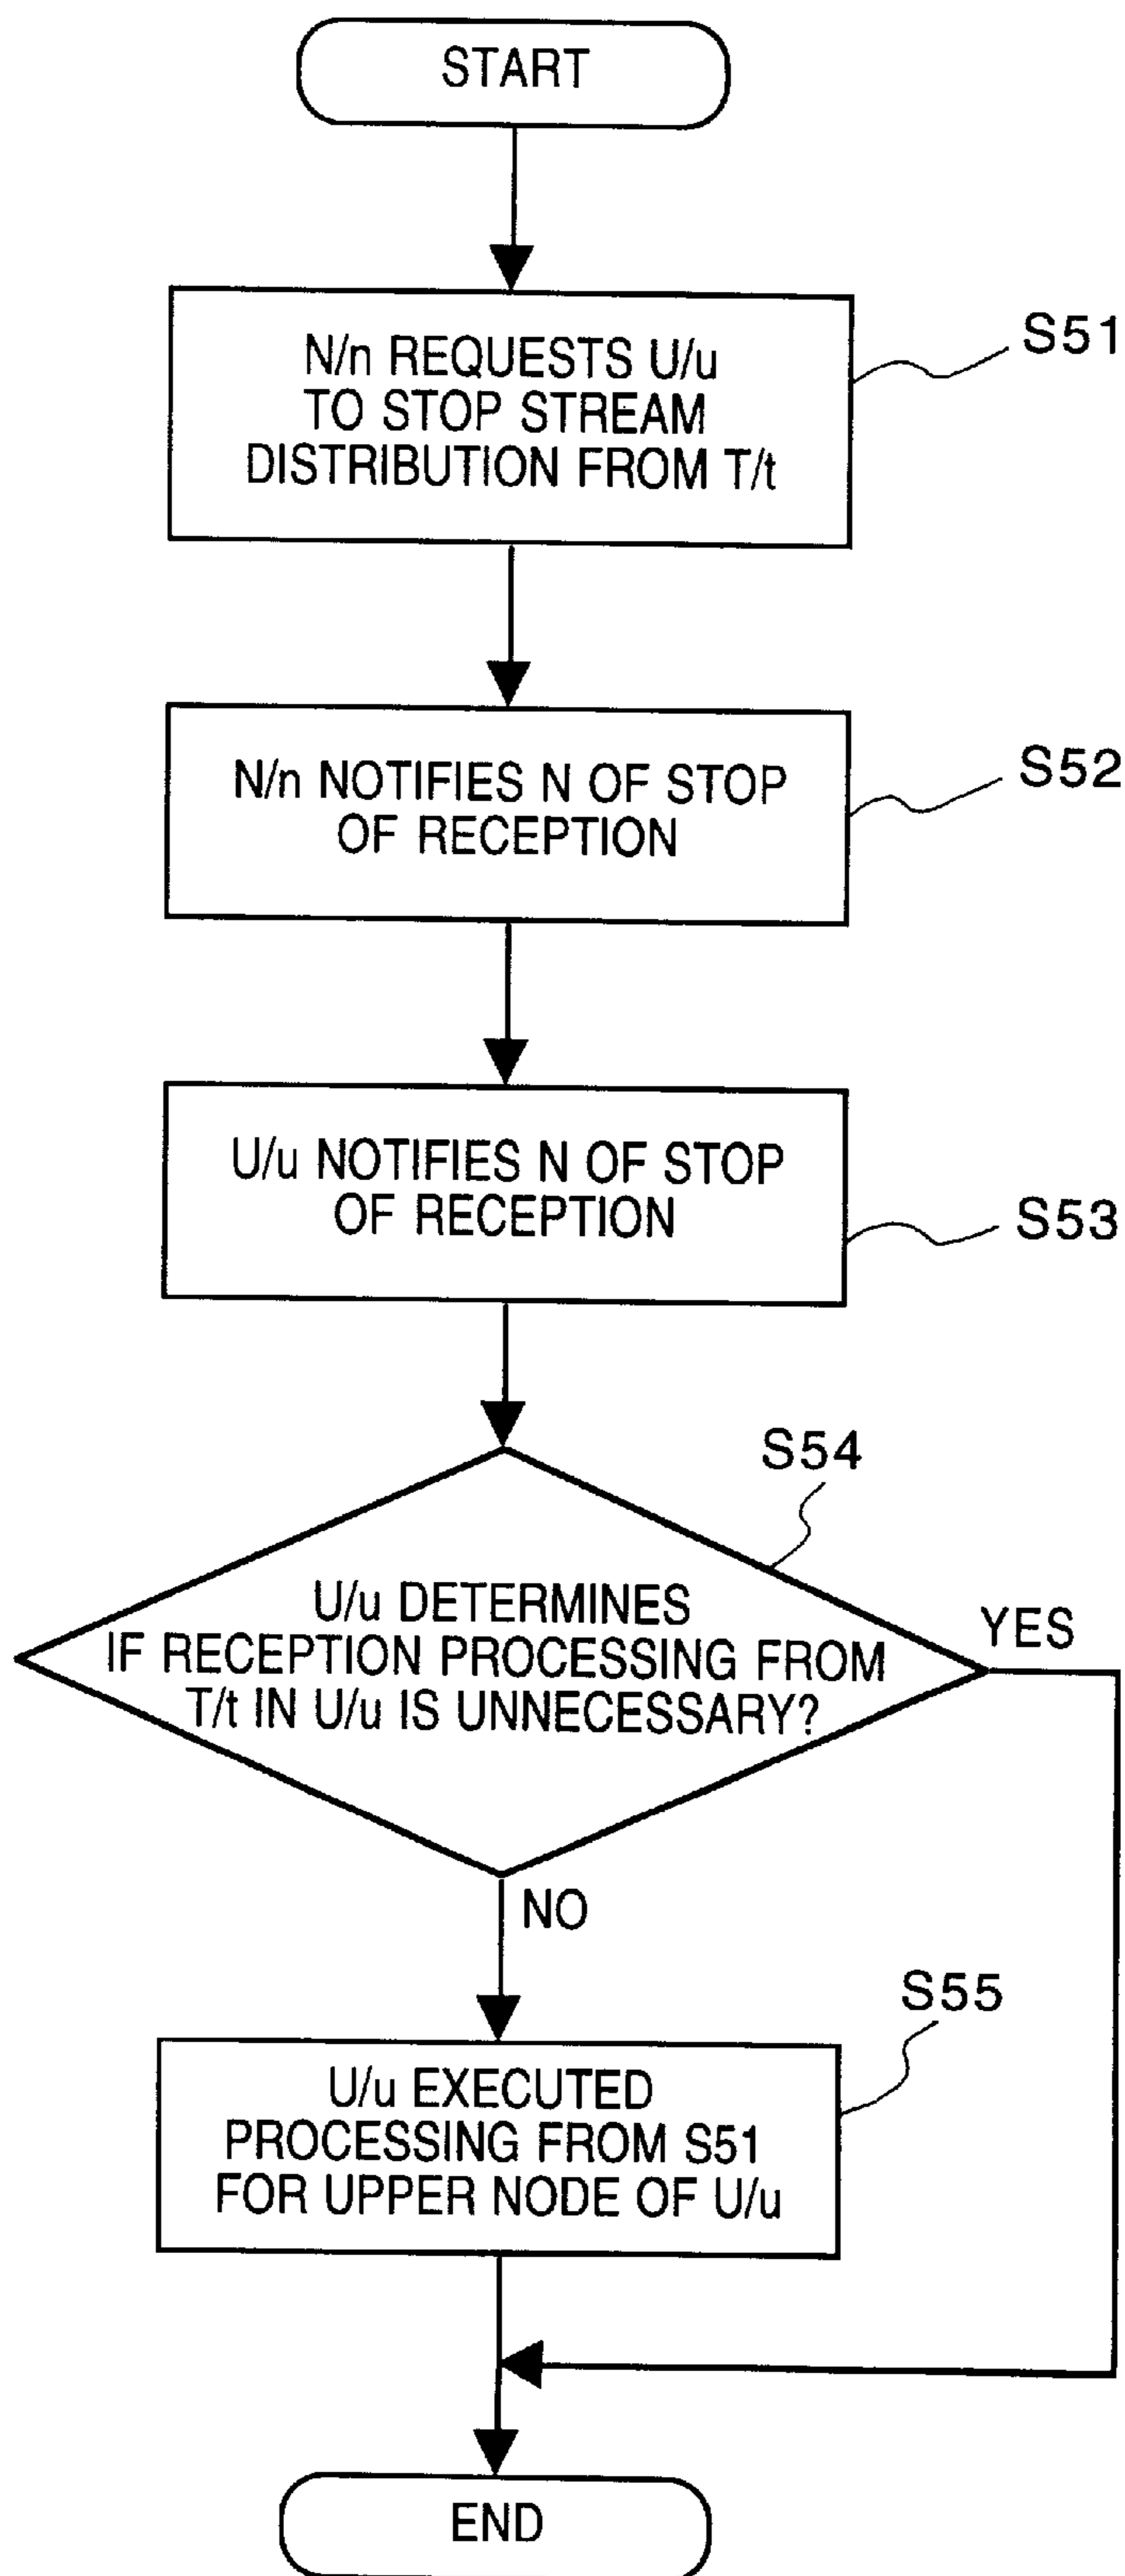 START
N/n REQUESTS U/u
TO STOP STREAM
DISTRIBUTION FROM T/t
S51
N/n NOTIFIES N OF STOP
OF RECEPTION
S52
U/u NOTIFIES N OF STOP
OF RECEPTION
S53
S54
U/u DETERMINES
IF RECEPTION PROCESSING FROM
T/t IN U/u IS UNNECESSARY?
YES
NO
S55
U/u EXECUTED
PROCESSING FROM S51
FOR UPPER NODE OF U/u
END